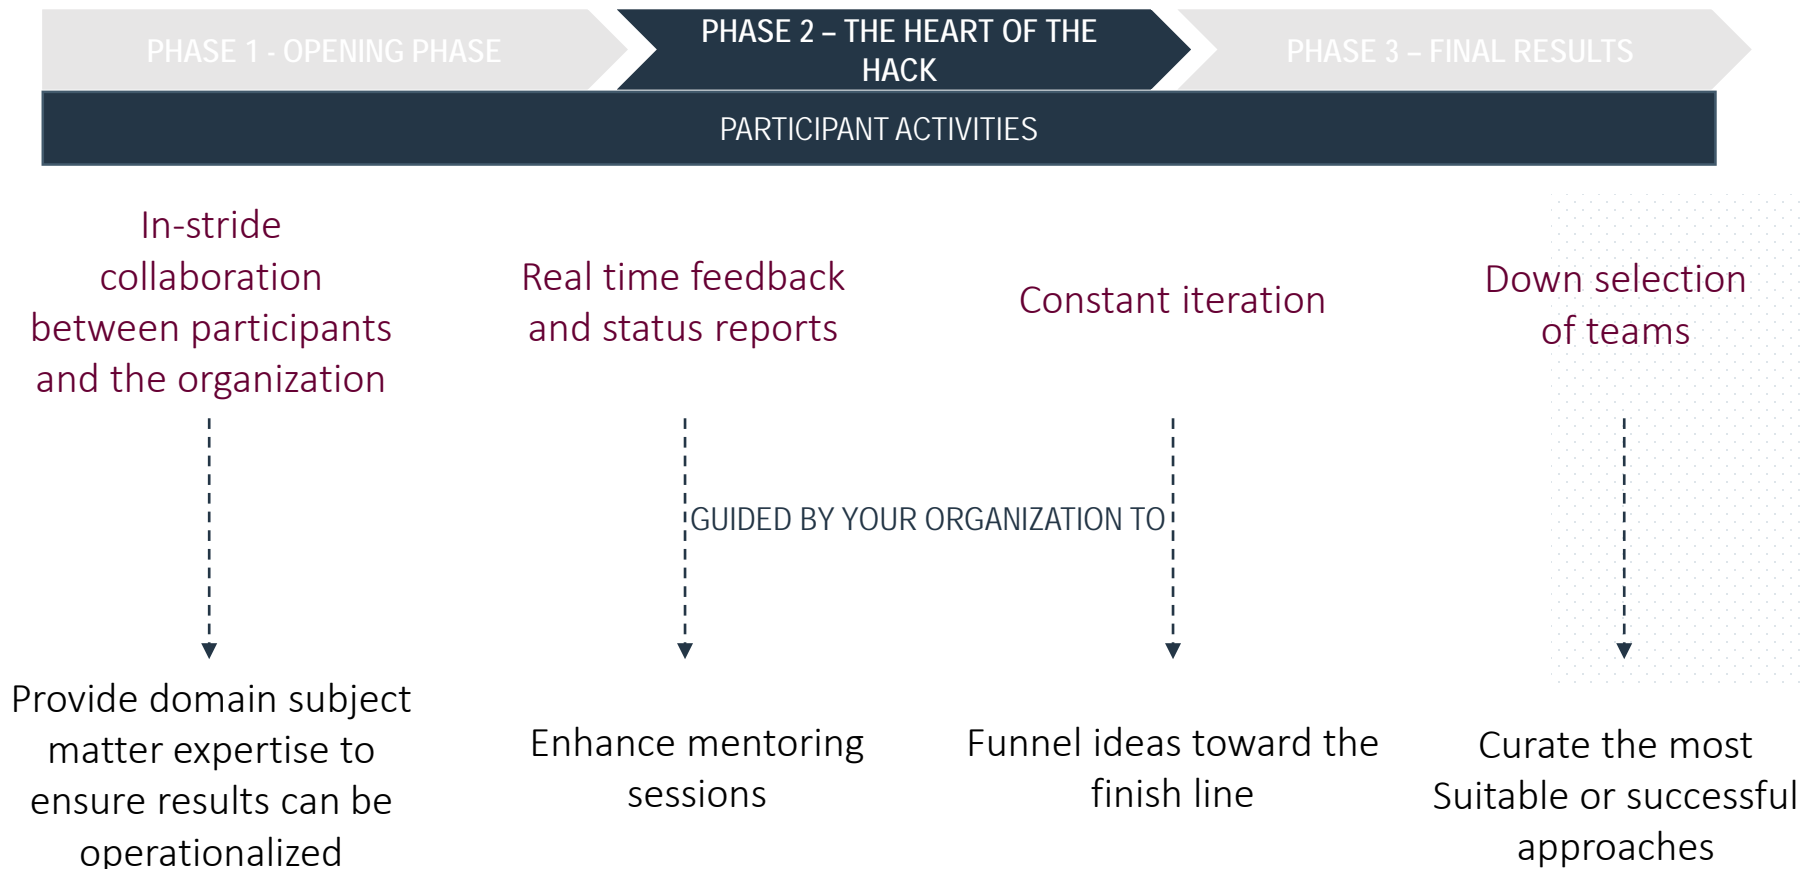 PHASE 1 - OPENING PHASE
PHASE 2 – THE HEART OF THE
HACK
PHASE 3 – FINAL RESULTS
PARTICIPANT ACTIVITIES
In-stride
collaboration
between participants
and the organization
Real time feedback
and status reports
Constant iteration
Down selection
of teams
GUIDED BY YOUR ORGANIZATION TO
Provide domain subject
matter expertise to
ensure results can be
operationalized
Enhance mentoring
sessions
Funnel ideas toward the
finish line
Curate the most
Suitable or successful
approaches